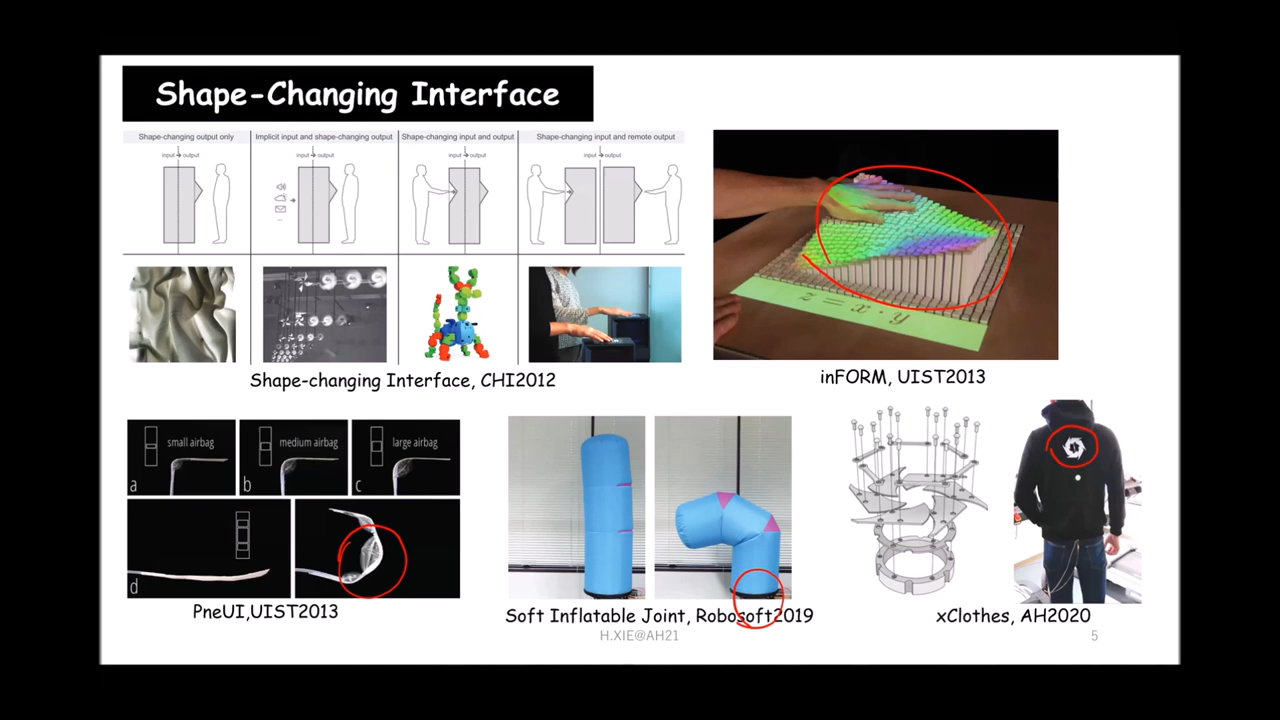 Shape-Changing Interface
Shape-changing output only
Implicit input and shape-changing output
Shape-changing input and output
Shape-changing input and remote output
input → output
input → output
input → output
input → output
Shape-changing Interface, CHI2012
z = x · y
inFORM, UIST2013
small airbag
medium airbag
large airbag
a
b
c
d
PneUI,UIST2013
Soft Inflatable Joint, Robosoft2019
xClothes, AH2020
H.XIE@AH21
5